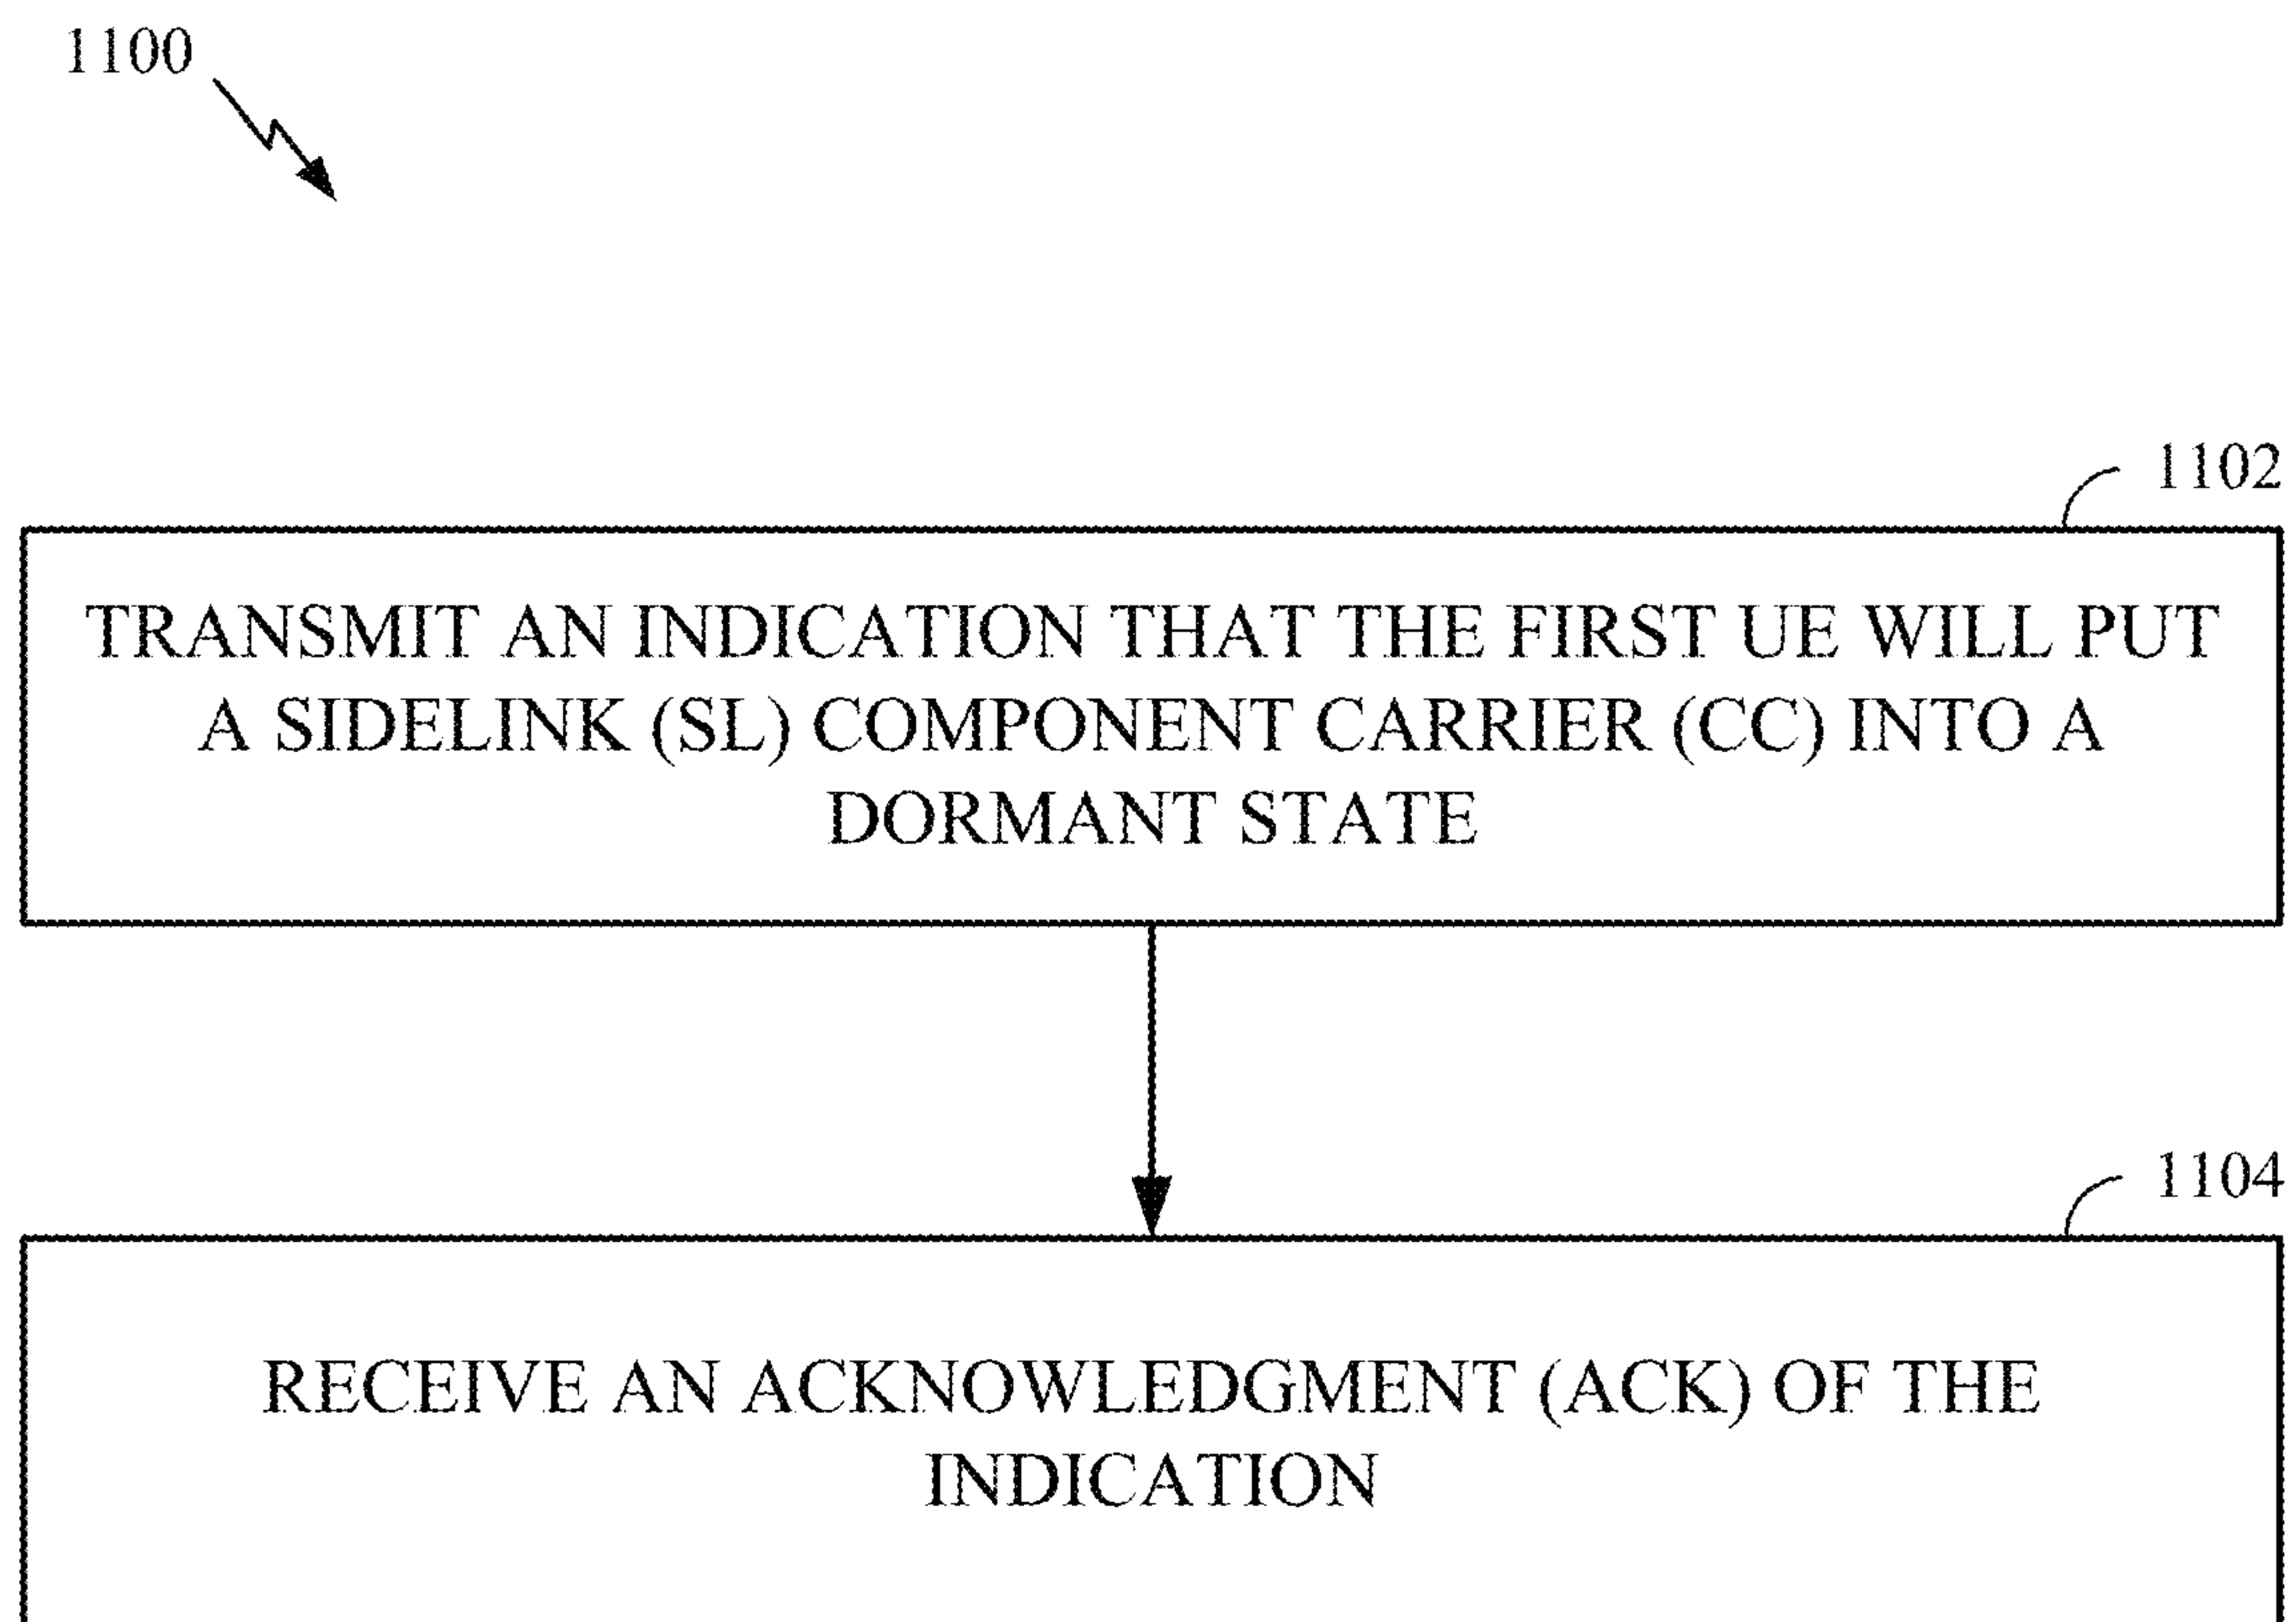 1100
1102
TRANSMIT AN INDICATION THAT THE FIRST UE WILL PUT
A SIDELINK (SL) COMPONENT CARRIER (CC) INTO A
DORMANT STATE
1104
RECEIVE AN ACKNOWLEDGMENT (ACK) OF THE
INDICATION